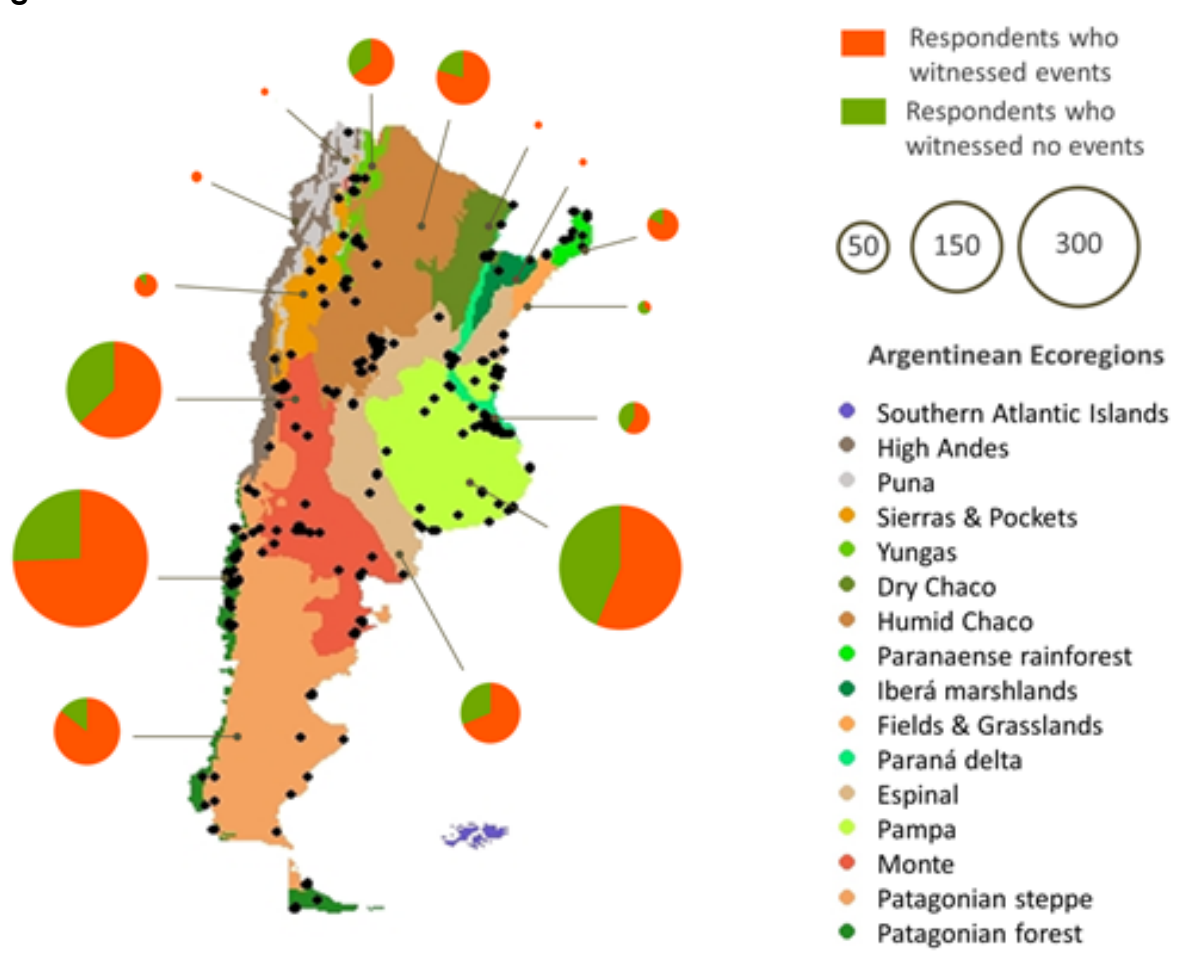 Respondents who
witnessed events
Respondents who
witnessed no events
50
150
300
Argentinean Ecoregions
Southern Atlantic Islands
High Andes
Puna
Sierras & Pockets
Yungas
Dry Chaco
Humid Chaco
Paranaense rainforest
Iberá marshlands
Fields & Grasslands
Paraná delta
Espinal
Pampa
Monte
Patagonian steppe
Patagonian forest